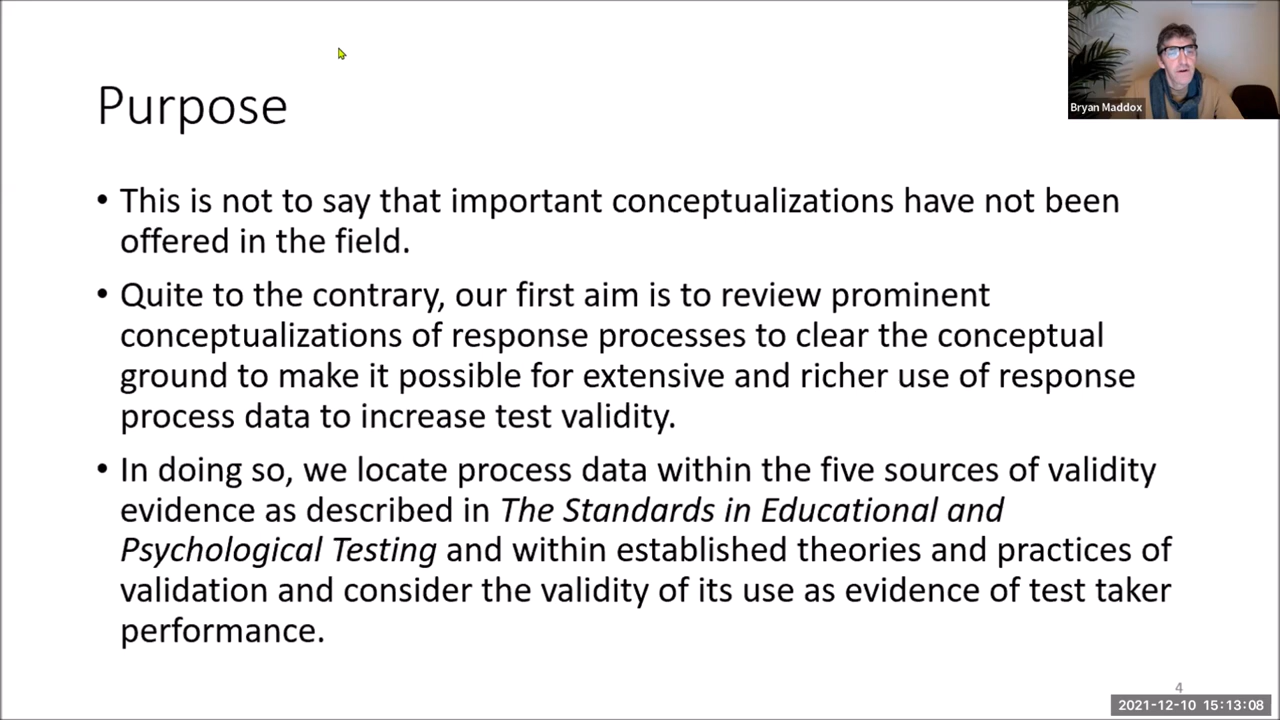 Purpose
Bryan Maddox
• This is not to say that important conceptualizations have not been
offered in the field.
• Quite to the contrary, our first aim is to review prominent
conceptualizations of response processes to clear the conceptual
ground to make it possible for extensive and richer use of response
process data to increase test validity.
• In doing so, we locate process data within the five sources of validity
evidence as described in The Standards in Educational and
Psychological Testing and within established theories and practices of
validation and consider the validity of its use as evidence of test taker
performance.
4
2021-12-10 15:13:08